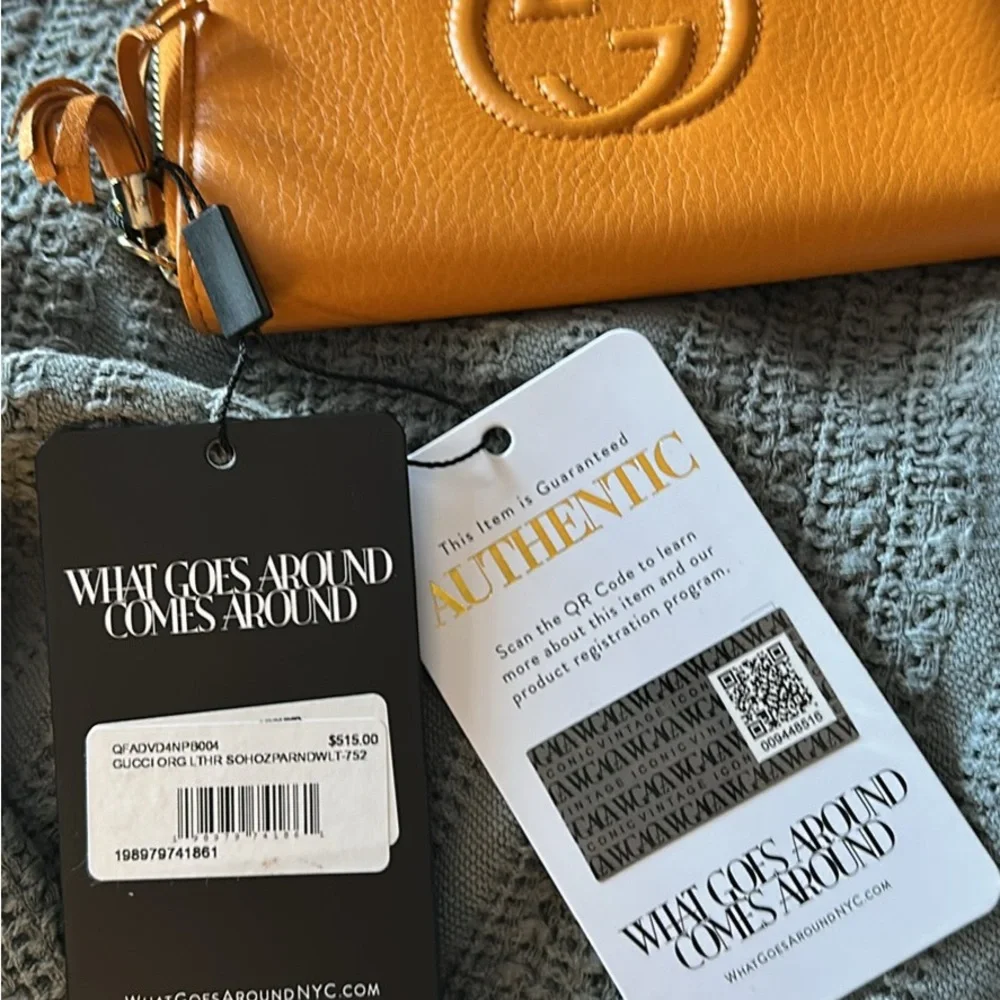 WHAT GOES AROUND
COMES AROUND
QFADVD4NPB004 $515.00
GUCCI ORG LTHR SOHOZPARNDWLT-752
198979741861
WHATGOESAROUNDNYC.COM
This Item is Guaranteed
AUTHENTIC
Scan the QR Code to learn
more about this item and our
product registration program.
009448516
WHAT GOES AROUND
COMES AROUND
WHATGOESAROUNDNYC.COM